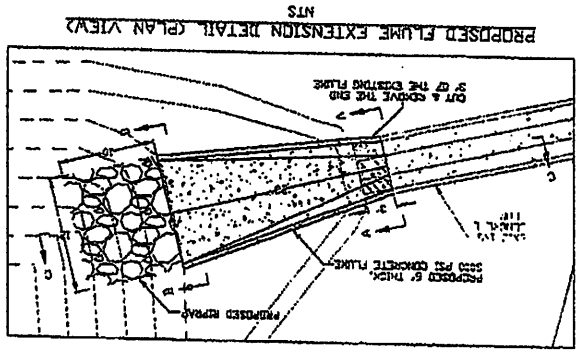 PROPOSED RIPRAP
PROPOSED 6" THICK,
3000 PSI CONCRETE FLUME
B
A
C
C
3'
B
A
CUT & REMOVE THE END
3' OF THE EXISTING FLUME
PROPOSED FLUME EXTENSION DETAIL (PLAN VIEW)
NTS